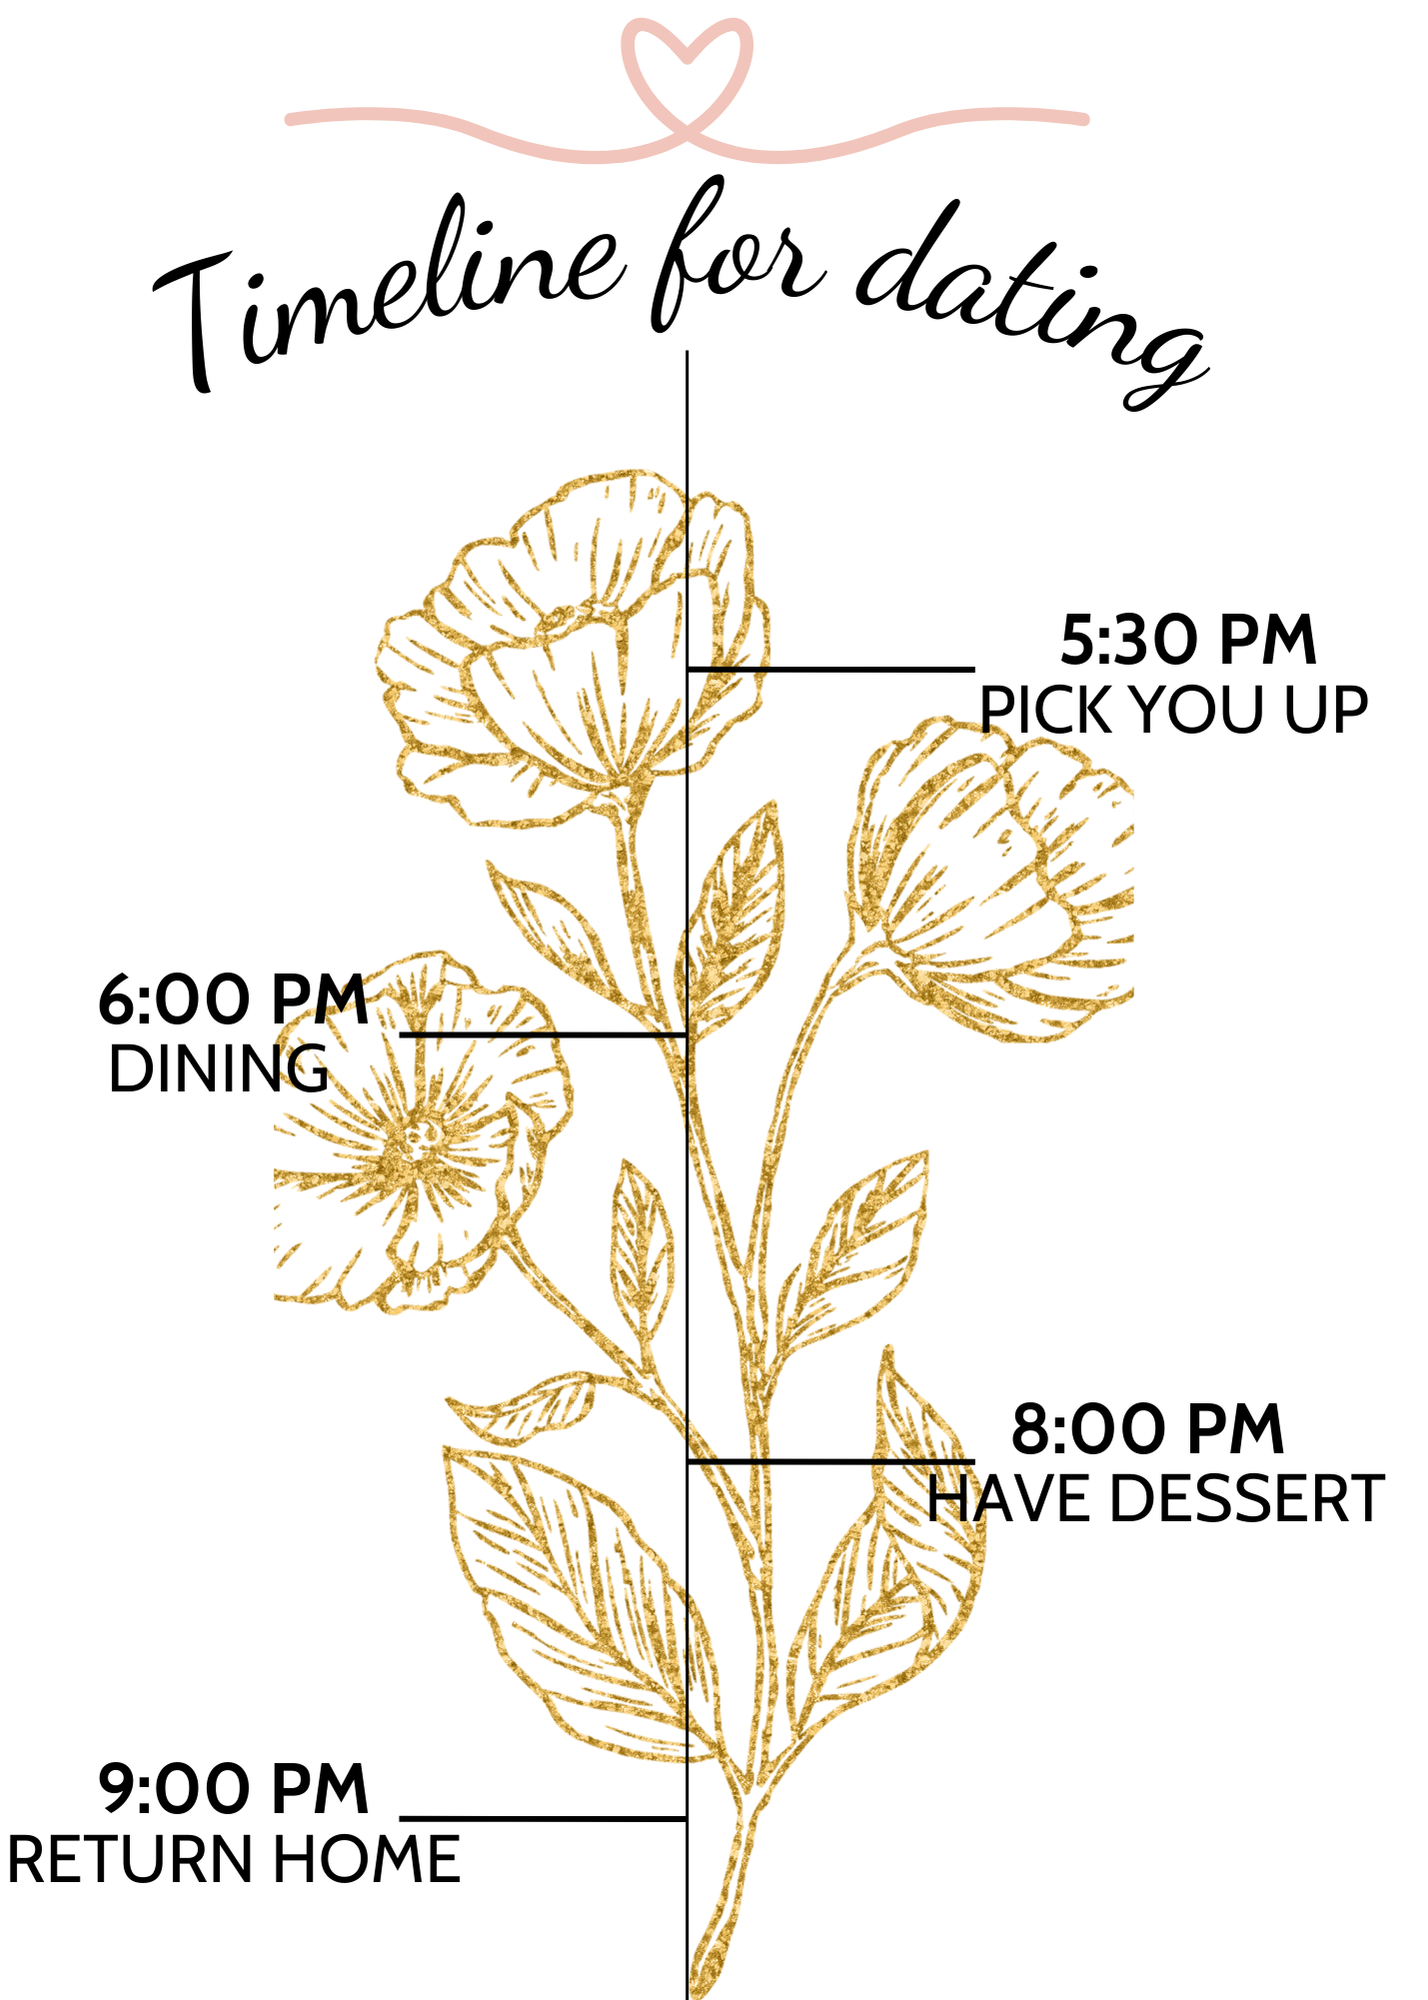 Timeline for dating
5:30 PM
PICK YOU UP
6:00 PM
DINING
8:00 PM
HAVE DESSERT
9:00 PM
RETURN HOME